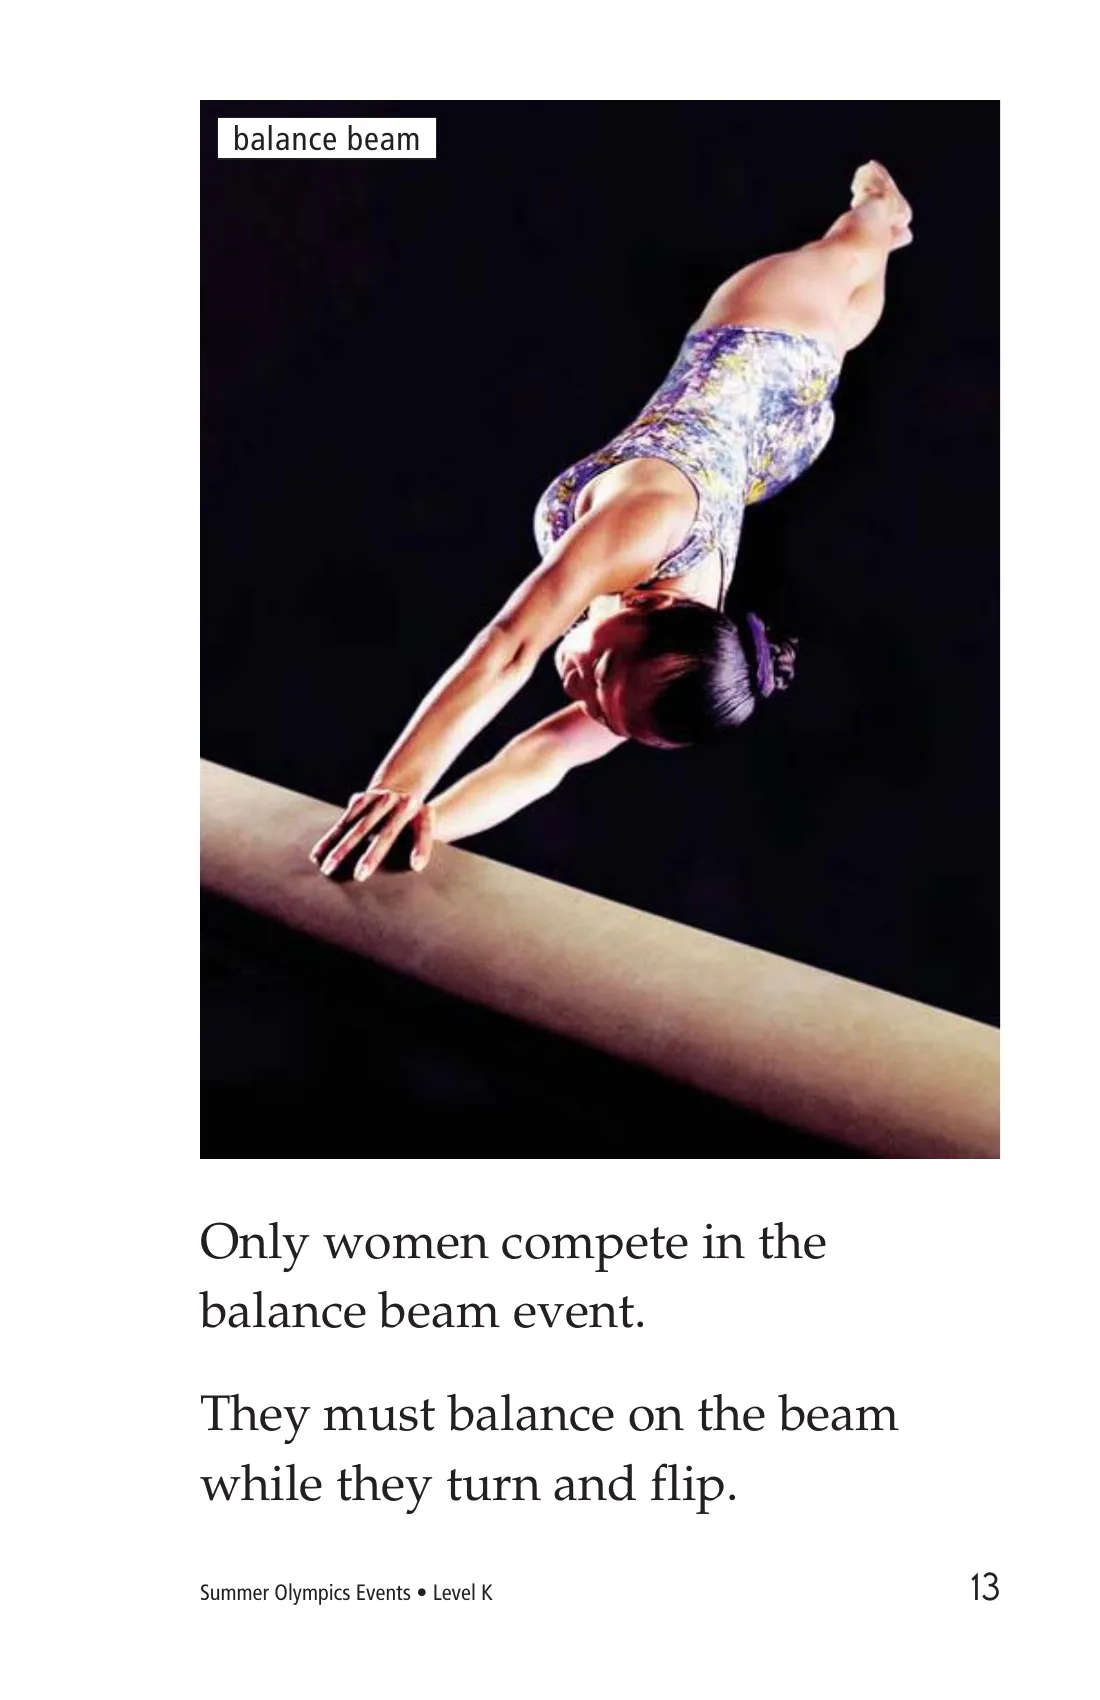 balance beam
Only women compete in the
balance beam event.
They must balance on the beam
while they turn and flip.
Summer Olympics Events • Level K
13